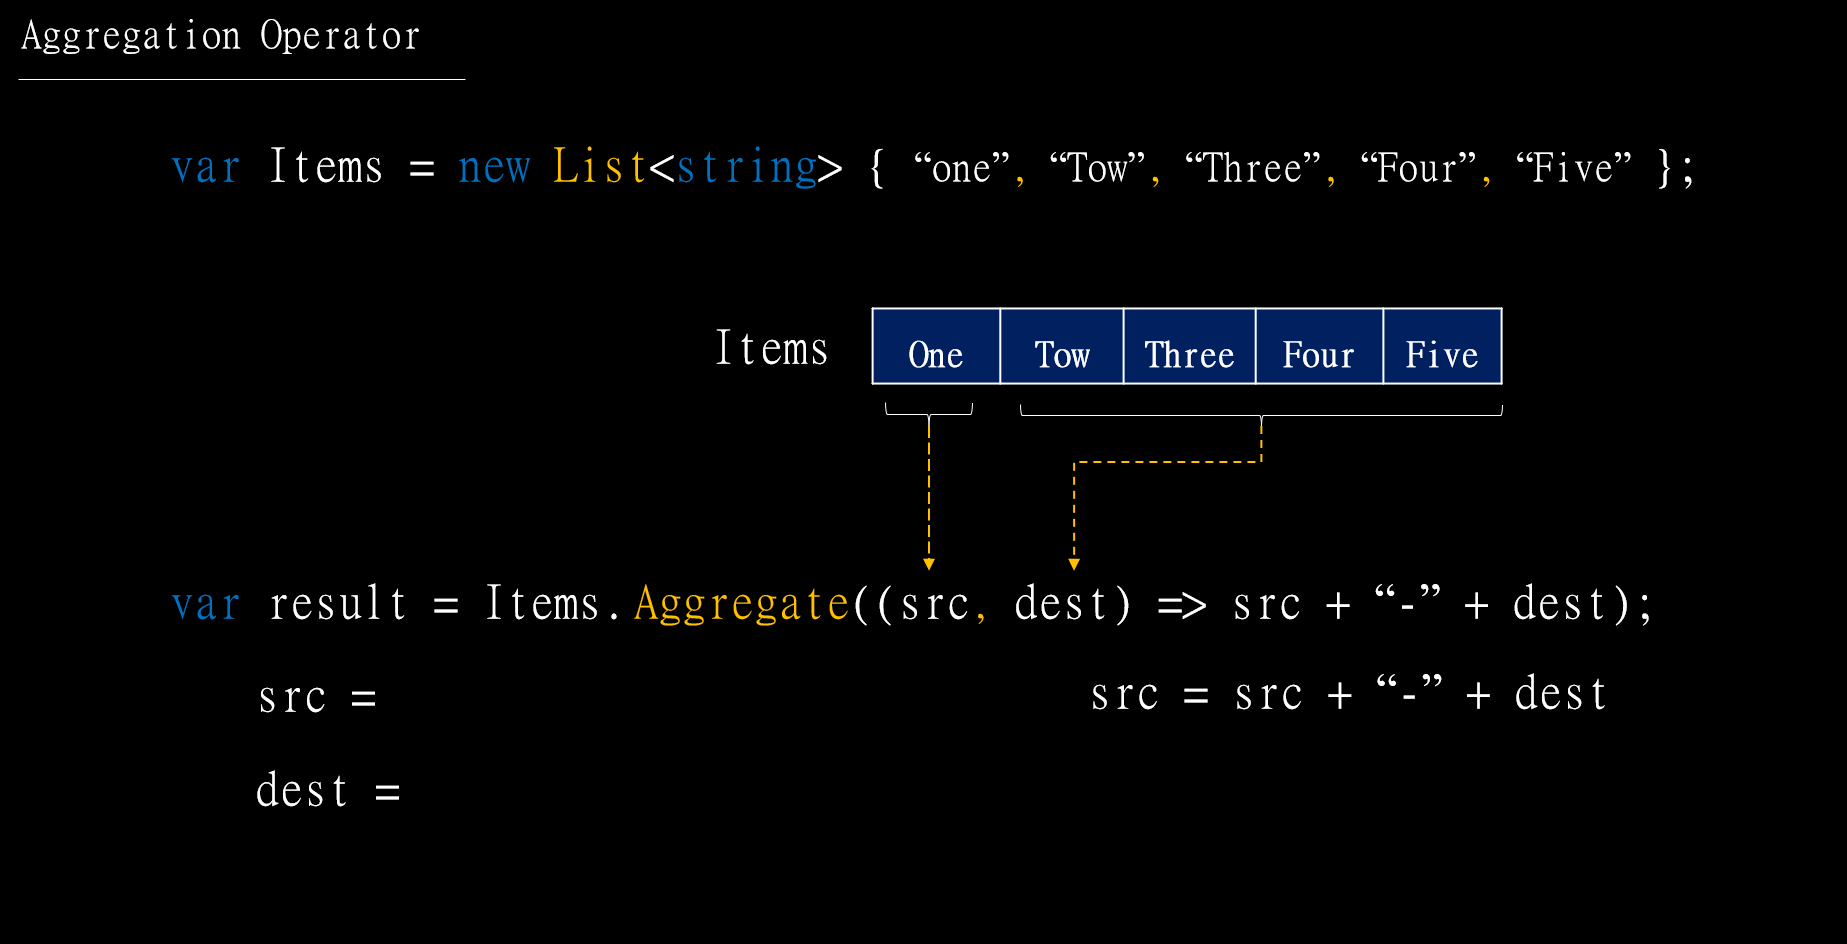 Aggregation Operator
var Items = new List<string> { “one”, “Tow”, “Three”, “Four”, “Five” };
Items One Tow Three Four Five
var result = Items.Aggregate((src, dest) => src + “-” + dest);
src = src = src + “-” + dest
dest =